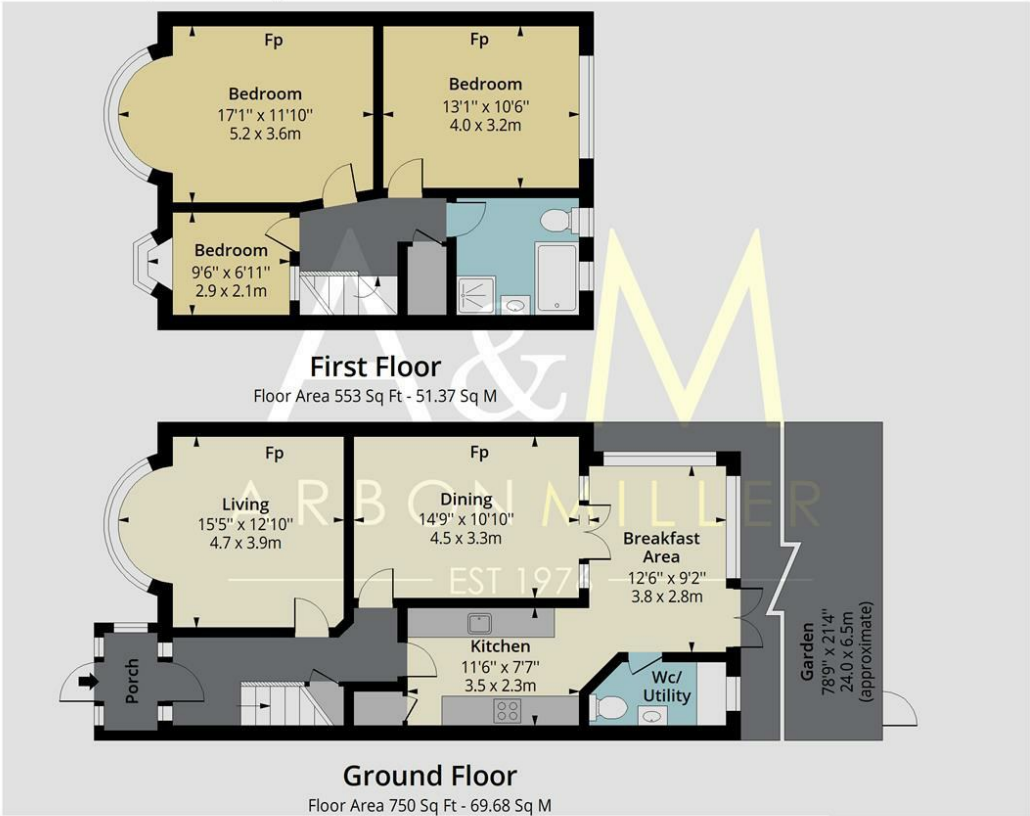 Fp
Bedroom
17'1" x 11'10"
5.2 x 3.6m
Fp
Bedroom
13'1" x 10'6"
4.0 x 3.2m
Bedroom
9'6" x 6'11"
2.9 x 2.1m
A&M
First Floor
Floor Area 553 Sq Ft - 51.37 Sq M
Fp
Living
15'5" x 12'10"
4.7 x 3.9m
Fp
Dining
14'9" x 10'10"
4.5 x 3.3m
ARBON MILLER
EST 1976
Breakfast
Area
12'6" x 9'2"
3.8 x 2.8m
Kitchen
11'6" x 7'7"
3.5 x 2.3m
Wc/
Utility
Porch
Garden
78'9" x 21'4"
24.0 x 6.5m
(approximate)
Ground Floor
Floor Area 750 Sq Ft - 69.68 Sq M